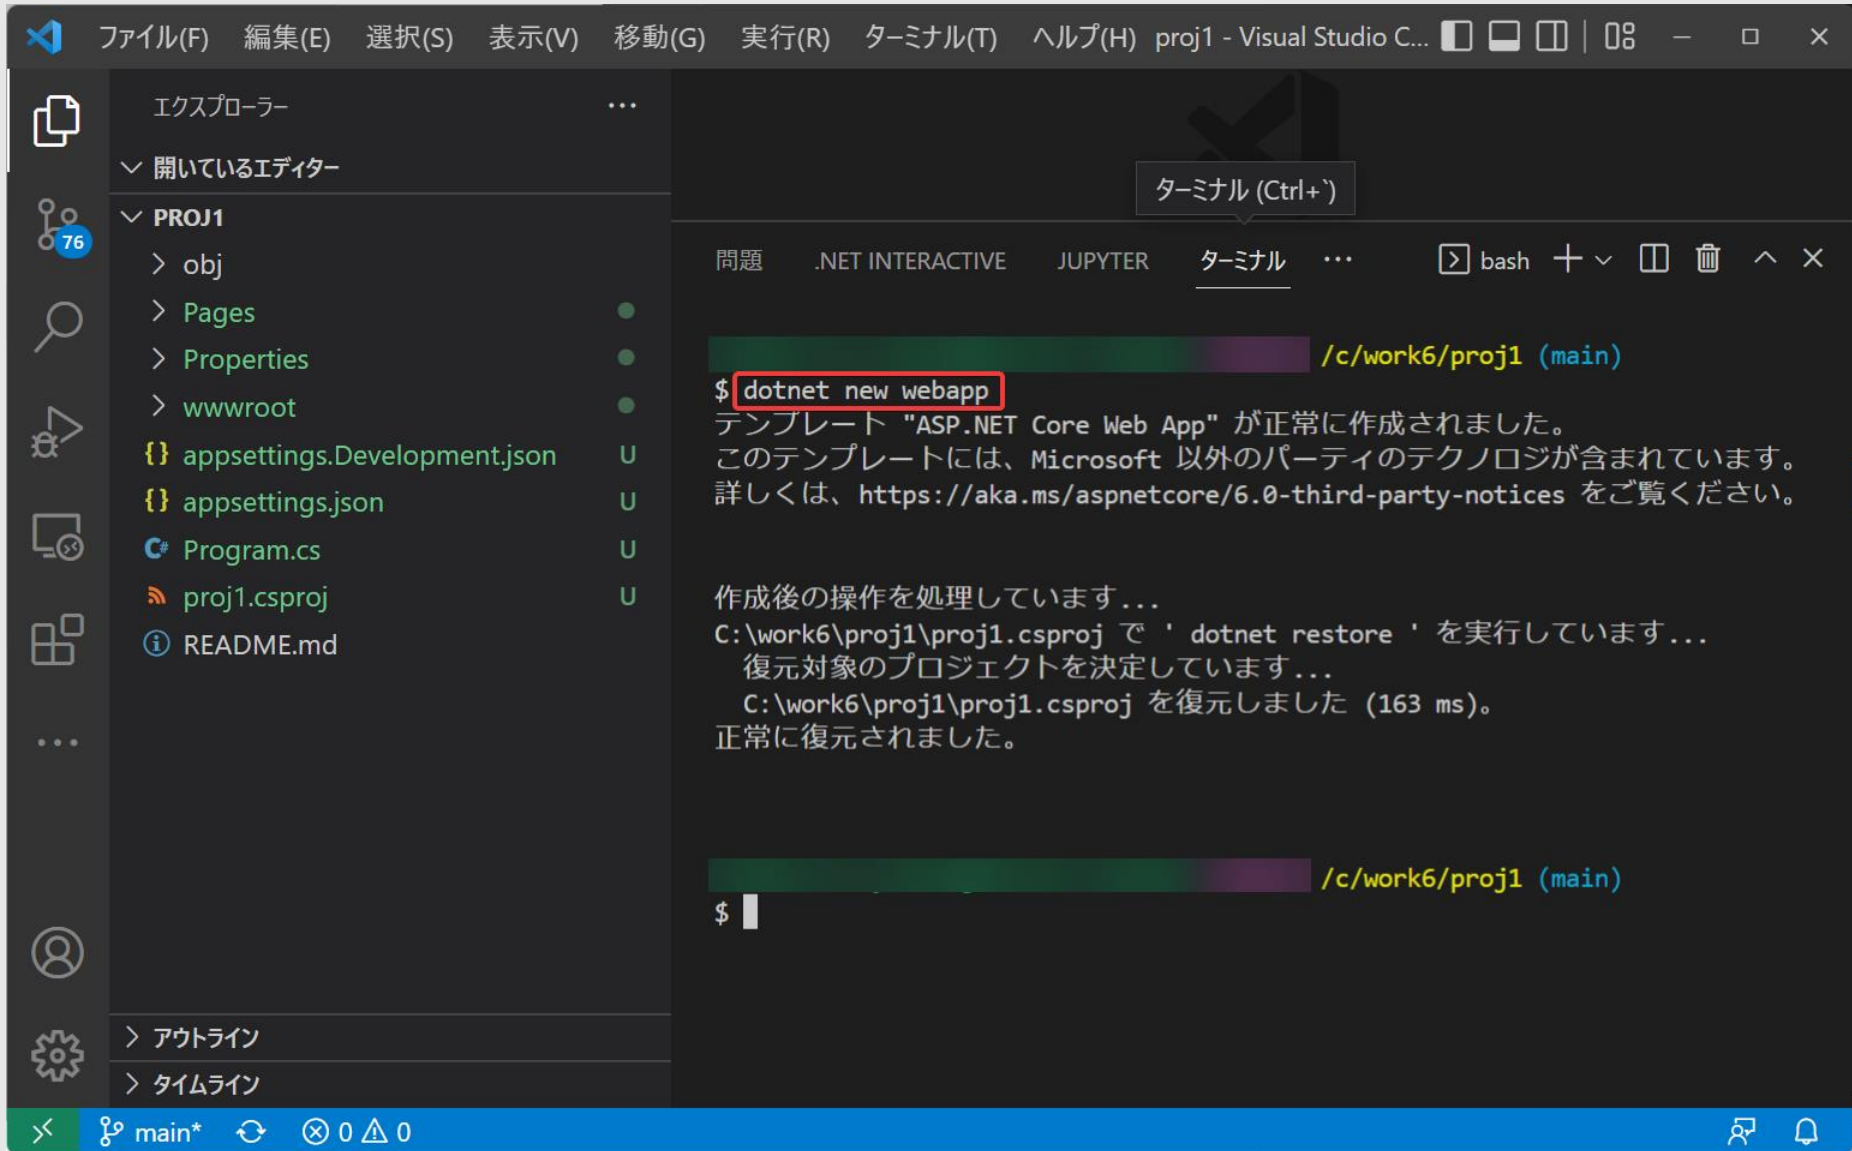 ファイル(F) 編集(E) 選択(S) 表示(V) 移動(G) 実行(R) ターミナル(T) ヘルプ(H) proj1 - Visual Studio C...
エクスプローラー
開いているエディター
PROJ1
obj
Pages
Properties
wwwroot
{} appsettings.Development.json U
{} appsettings.json U
C# Program.cs U
proj1.csproj U
README.md
アウトライン
タイムライン
76
ターミナル (Ctrl+`)
問題 .NET INTERACTIVE JUPYTER ターミナル ... bash
/c/work6/proj1 (main)
$ dotnet new webapp
テンプレート "ASP.NET Core Web App" が正常に作成されました。
このテンプレートには、Microsoft 以外のパーティのテクノロジが含まれています。
詳しくは、https://aka.ms/aspnetcore/6.0-third-party-notices をご覧ください。
作成後の操作を処理しています...
C:\work6\proj1\proj1.csproj で ' dotnet restore ' を実行しています...
復元対象のプロジェクトを決定しています...
C:\work6\proj1\proj1.csproj を復元しました (163 ms)。
正常に復元されました。
/c/work6/proj1 (main)
$
main* 0 0